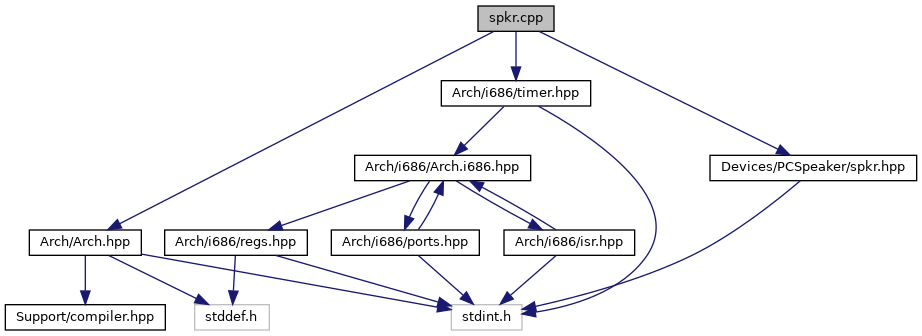 spkr.cpp
Arch/i686/timer.hpp
Arch/i686/Arch.i686.hpp
Devices/PCSpeaker/spkr.hpp
Arch/Arch.hpp
Arch/i686/regs.hpp
Arch/i686/ports.hpp
Arch/i686/isr.hpp
Support/compiler.hpp
stddef.h
stdint.h